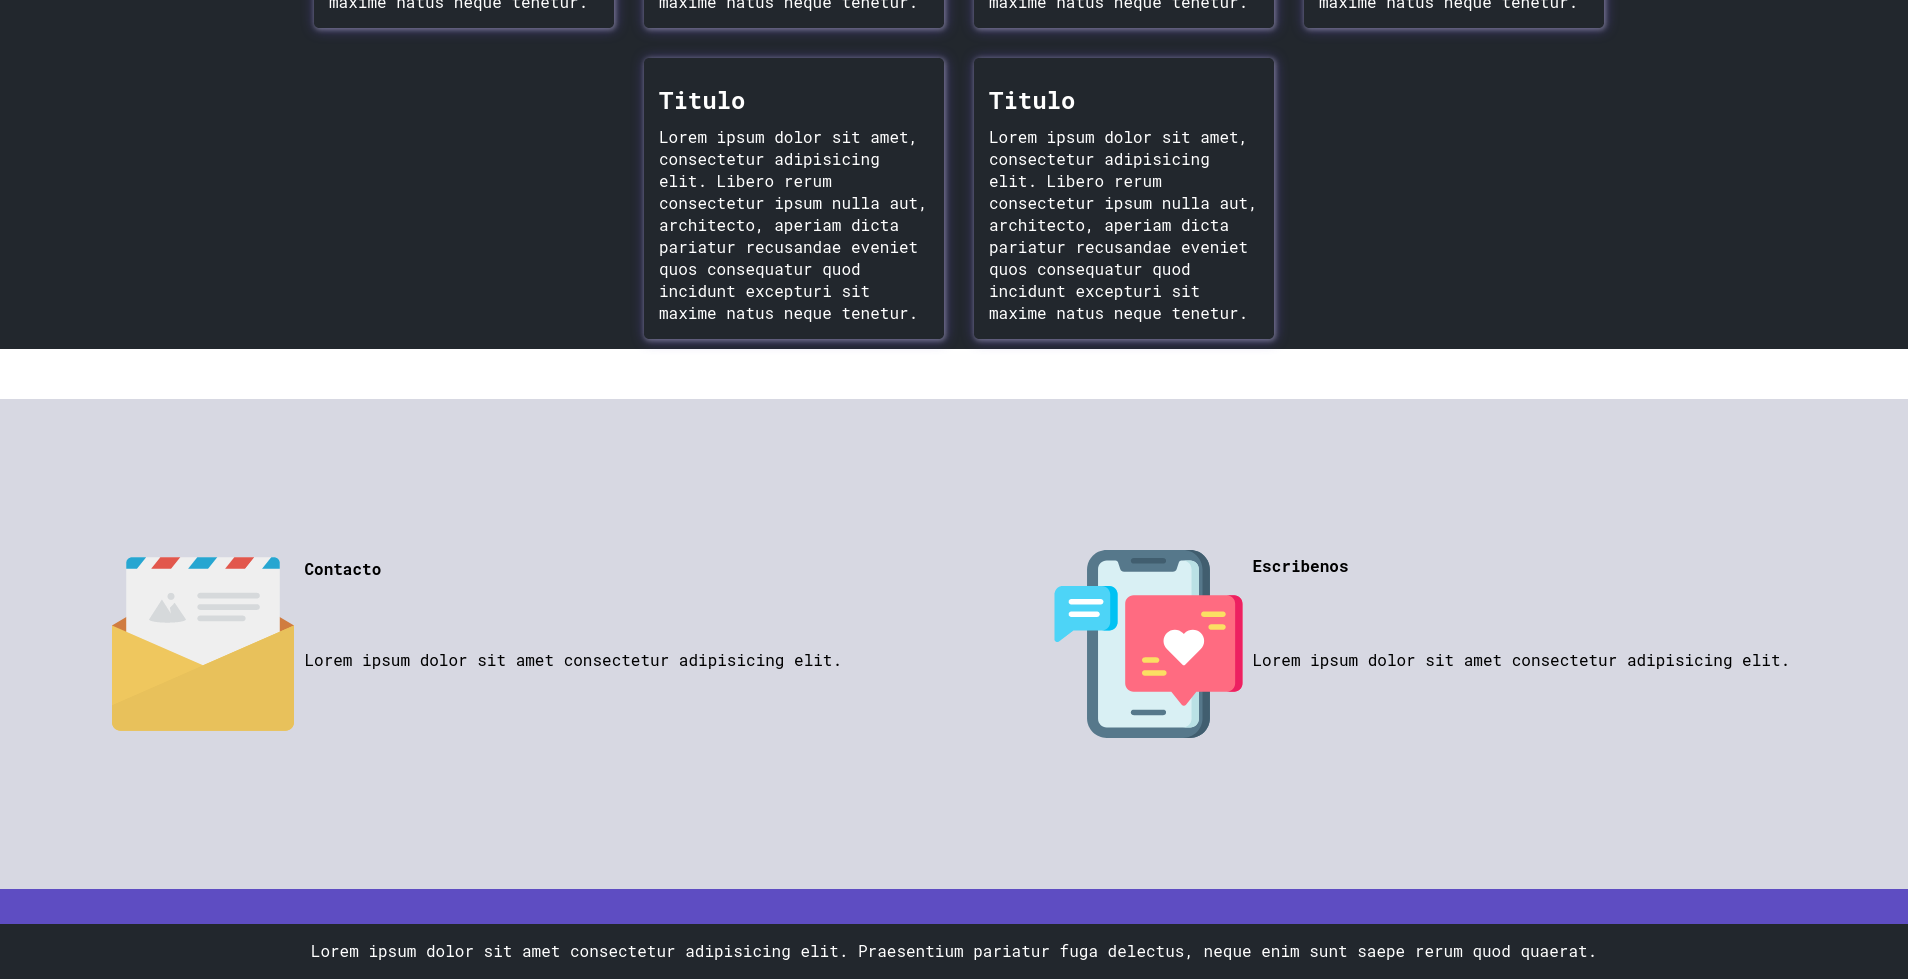 maxime natus neque tenetur. maxime natus neque tenetur. maxime natus neque tenetur. maxime natus neque tenetur.
Titulo
Lorem ipsum dolor sit amet,
consectetur adipisicing
elit. Libero rerum
consectetur ipsum nulla aut,
architecto, aperiam dicta
pariatur recusandae eveniet
quos consequatur quod
incidunt excepturi sit
maxime natus neque tenetur.
Titulo
Lorem ipsum dolor sit amet,
consectetur adipisicing
elit. Libero rerum
consectetur ipsum nulla aut,
architecto, aperiam dicta
pariatur recusandae eveniet
quos consequatur quod
incidunt excepturi sit
maxime natus neque tenetur.
Contacto
Lorem ipsum dolor sit amet consectetur adipisicing elit.
Escribenos
Lorem ipsum dolor sit amet consectetur adipisicing elit.
Lorem ipsum dolor sit amet consectetur adipisicing elit. Praesentium pariatur fuga delectus, neque enim sunt saepe rerum quod quaerat.